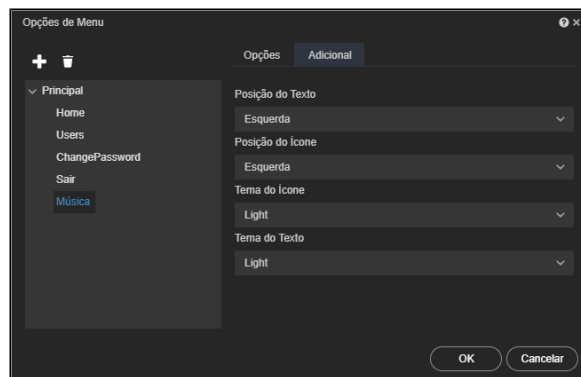 Opções de Menu
Opções
Adicional
Principal
Home
Users
ChangePassword
Sair
Música
Posição do Texto
Esquerda
Posição do Ícone
Esquerda
Tema do Ícone
Light
Tema do Texto
Light
OK
Cancelar